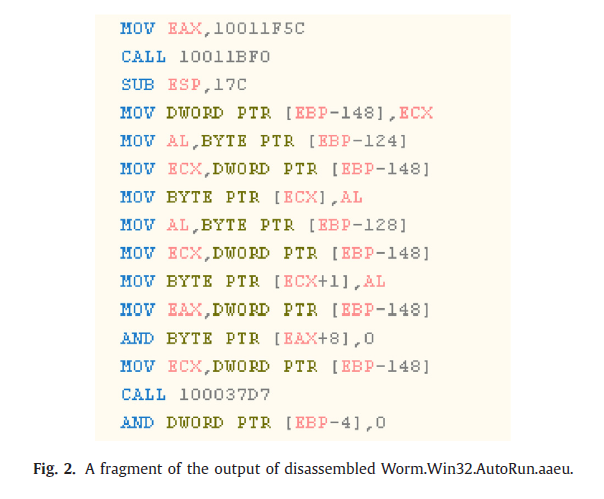 MOV EAX,10011F5C
CALL 10011BF0
SUB ESP,17C
MOV DWORD PTR [EBP-148],ECX
MOV AL,BYTE PTR [EBP-124]
MOV ECX,DWORD PTR [EBP-148]
MOV BYTE PTR [ECX],AL
MOV AL,BYTE PTR [EBP-128]
MOV ECX,DWORD PTR [EBP-148]
MOV BYTE PTR [ECX+1],AL
MOV EAX,DWORD PTR [EBP-148]
AND BYTE PTR [EAX+8],0
MOV ECX,DWORD PTR [EBP-148]
CALL 100037D7
AND DWORD PTR [EBP-4],0
Fig. 2. A fragment of the output of disassembled Worm.Win32.AutoRun.aaeu.